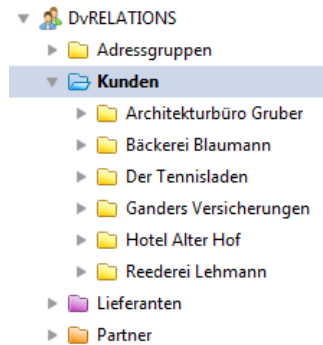 DvRELATIONS
Adressgruppen
Kunden
Architekturbüro Gruber
Bäckerei Blaumann
Der Tennisladen
Ganders Versicherungen
Hotel Alter Hof
Reederei Lehmann
Lieferanten
Partner